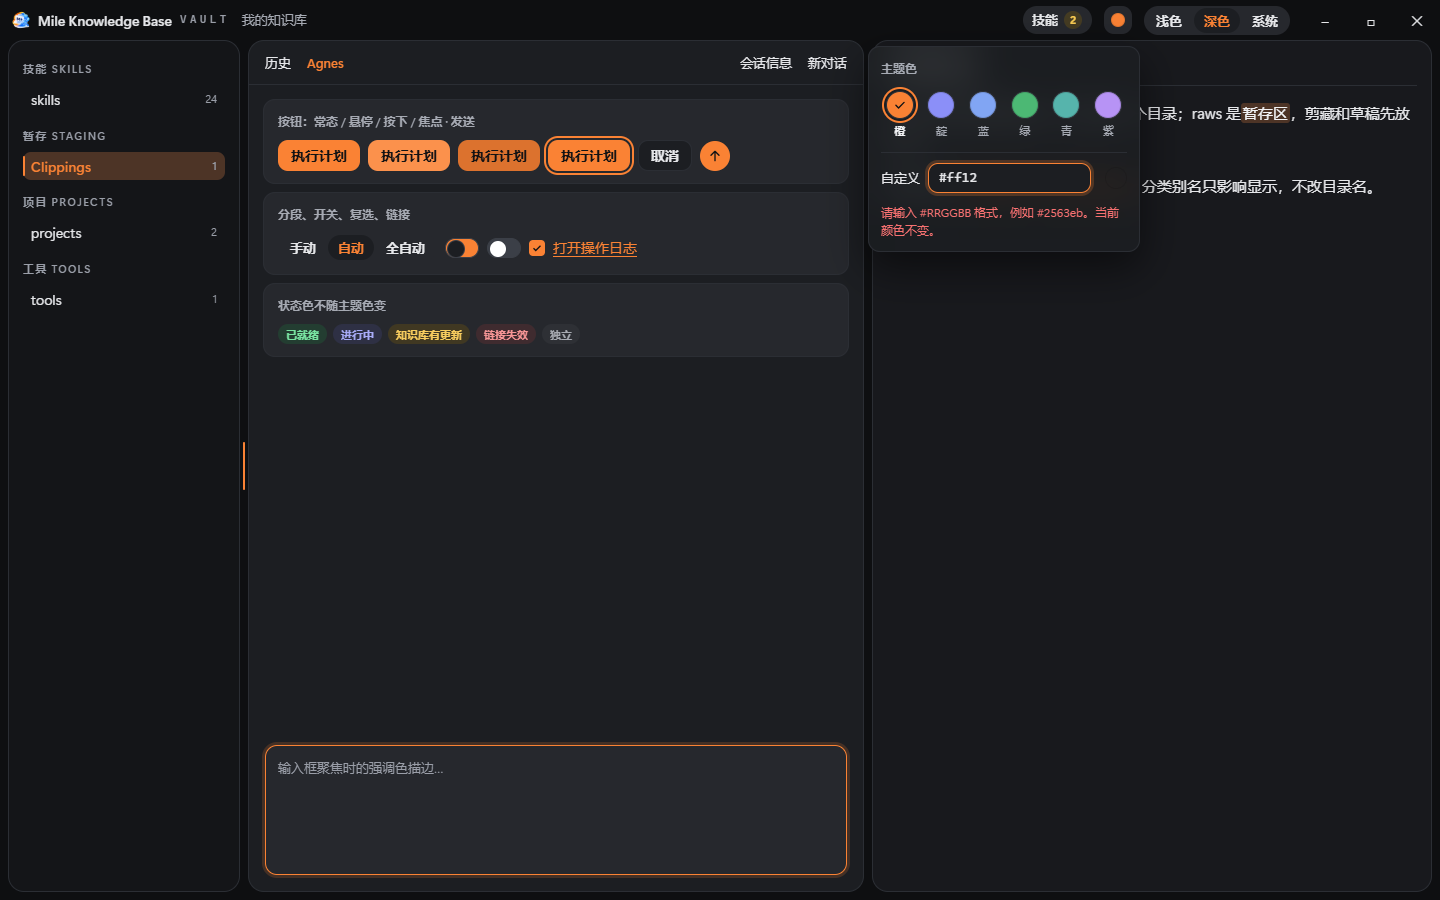 Mile Knowledge Base VAULT 我的知识库
技能 2 浅色 深色 系统
技能 SKILLS
skills 24
暂存 STAGING
Clippings 1
项目 PROJECTS
projects 2
工具 TOOLS
tools 1
历史 Agnes 会话信息 新对话
按钮：常态 / 悬停 / 按下 / 焦点 · 发送
执行计划 执行计划 执行计划 执行计划 取消
分段、开关、复选、链接
手动 自动 全自动 打开操作日志
状态色不随主题色变
已就绪 进行中 知识库有更新 链接失效 独立
输入框聚焦时的强调色描边...
主题色
橙 靛 蓝 绿 青 紫
自定义 #ff12
请输入 #RRGGBB 格式，例如 #2563eb。当前
颜色不变。
个目录；raws 是暂存区，剪藏和草稿先放
分类别名只影响显示，不改目录名。